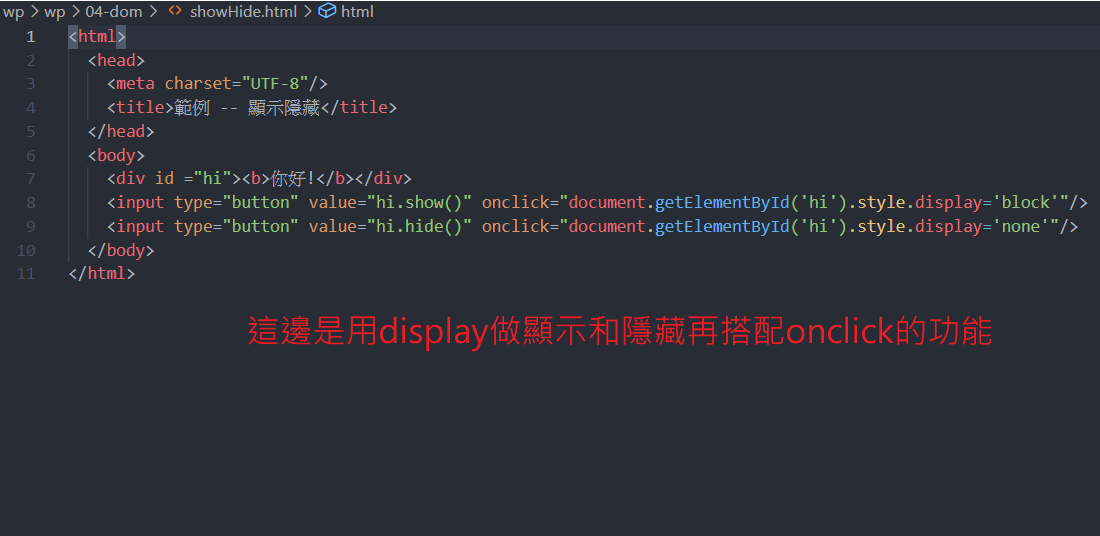 wp > wp > 04-dom > <> showHide.html > html
1 <html>
2 <head>
3 <meta charset="UTF-8"/>
4 <title>範例 -- 顯示隱藏</title>
5 </head>
6 <body>
7 <div id ="hi"><b>你好!</b></div>
8 <input type="button" value="hi.show()" onclick="document.getElementById('hi').style.display='block'"/>
9 <input type="button" value="hi.hide()" onclick="document.getElementById('hi').style.display='none'"/>
10 </body>
11 </html>
這邊是用display做顯示和隱藏再搭配onclick的功能